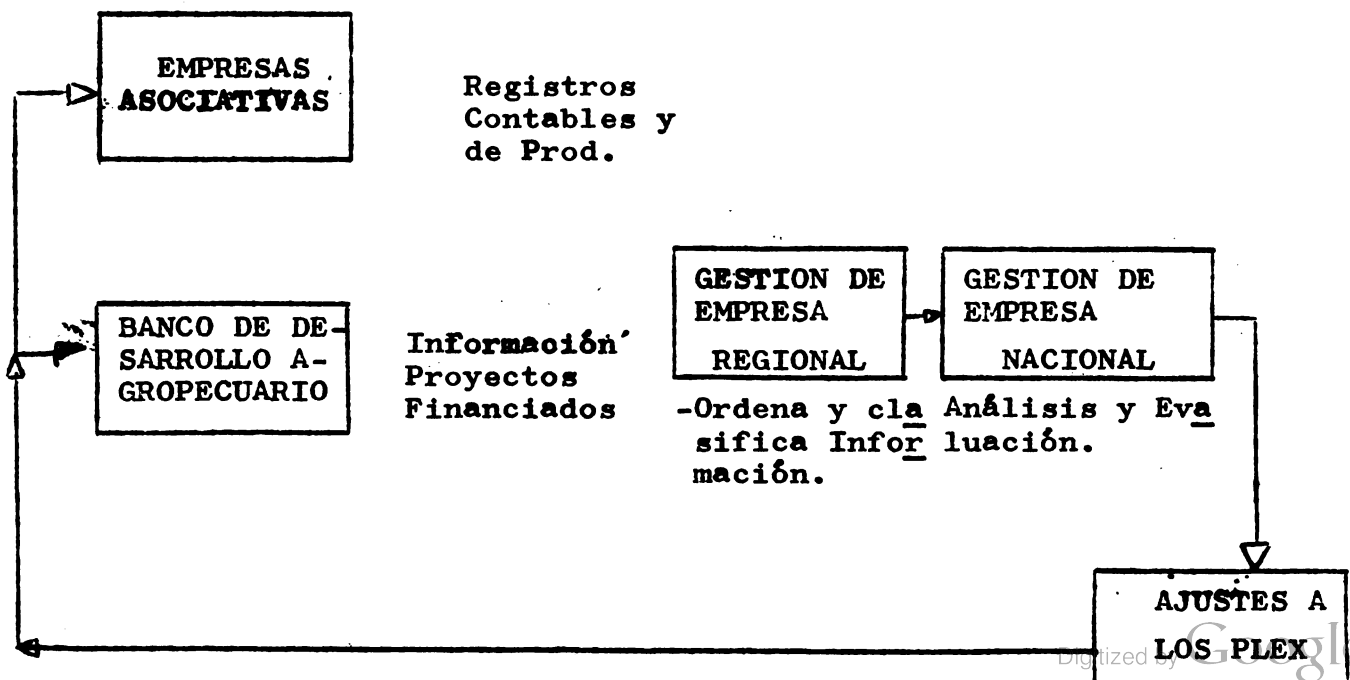 EMPRESAS
ASOCIATIVAS
Registros
Contables y
de Prod.
BANCO DE DE-
SARROLLO A-
GROPECUARIO
Información
Proyectos
Financiados
GESTION DE
EMPRESA
REGIONAL
GESTION DE
EMPRESA
NACIONAL
-Ordena y cla
sifica Infor
mación.
Análisis y Eva
luación.
AJUSTES A
LOS PLEX
Digitized by Google